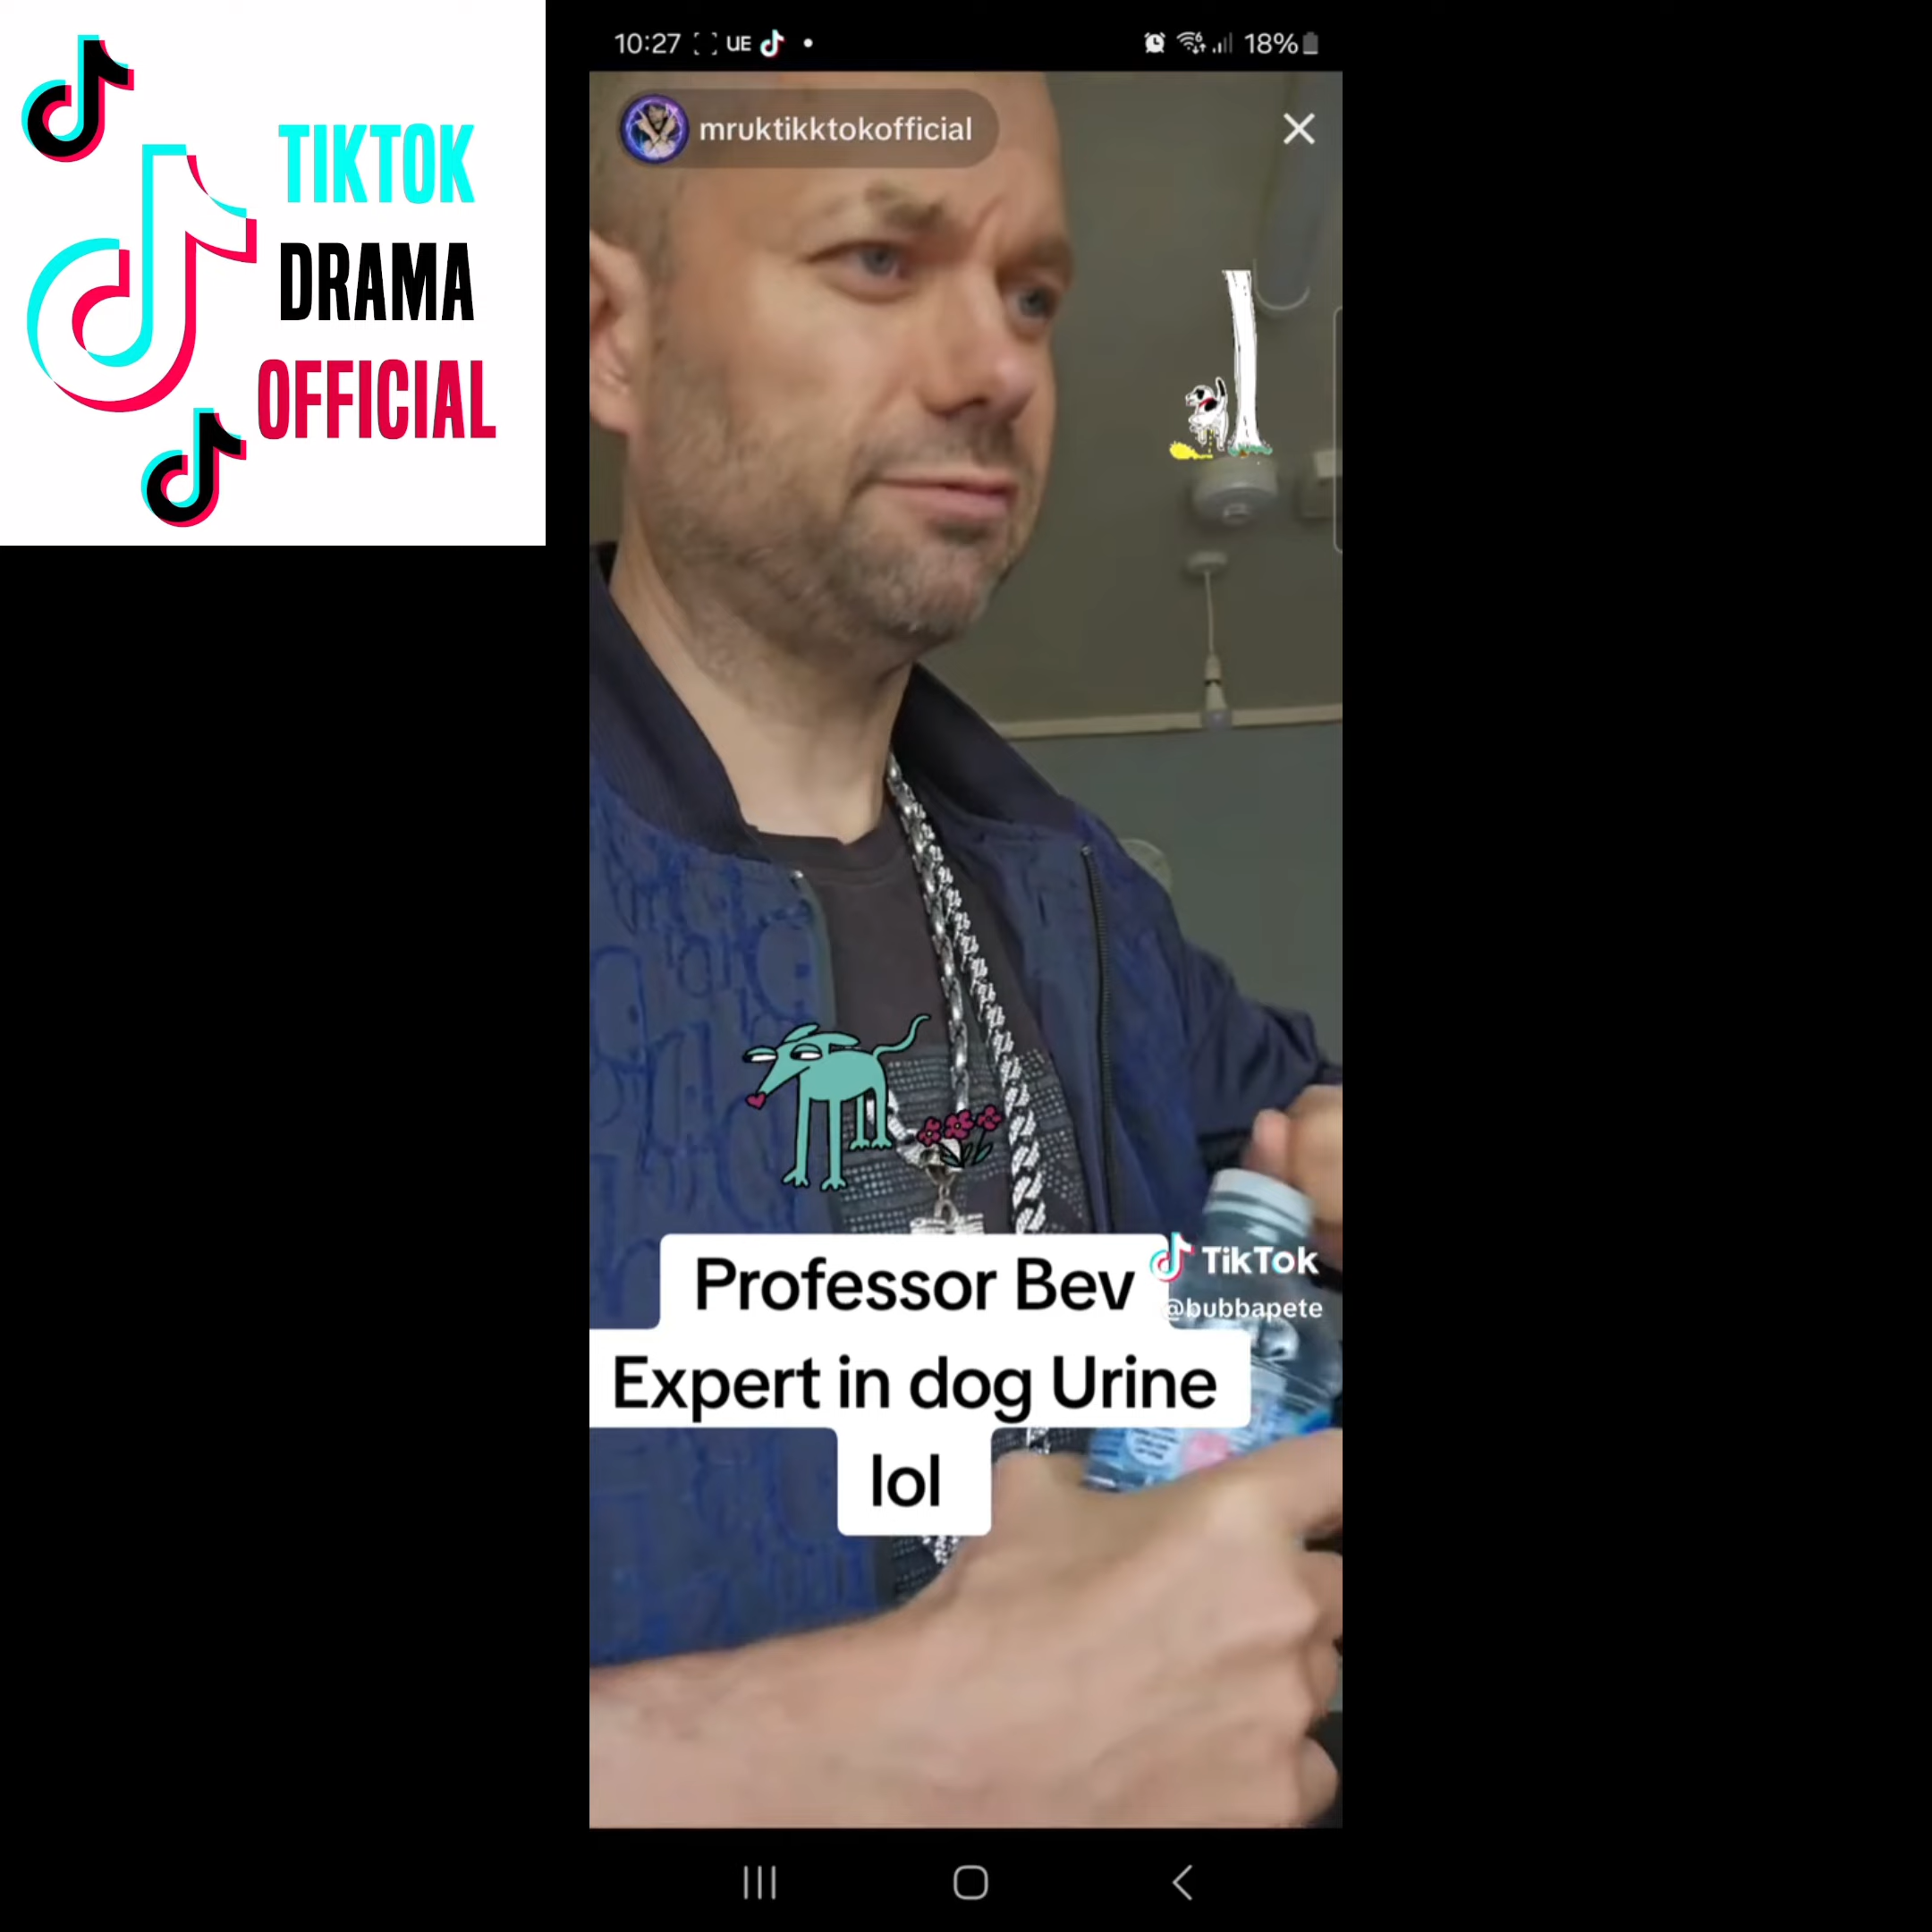 TIKTOK
DRAMA
OFFICIAL
10:27 UE 18%
mruktikktokofficial
Professor Bev
Expert in dog Urine
lol
TikTok
@bubbapete